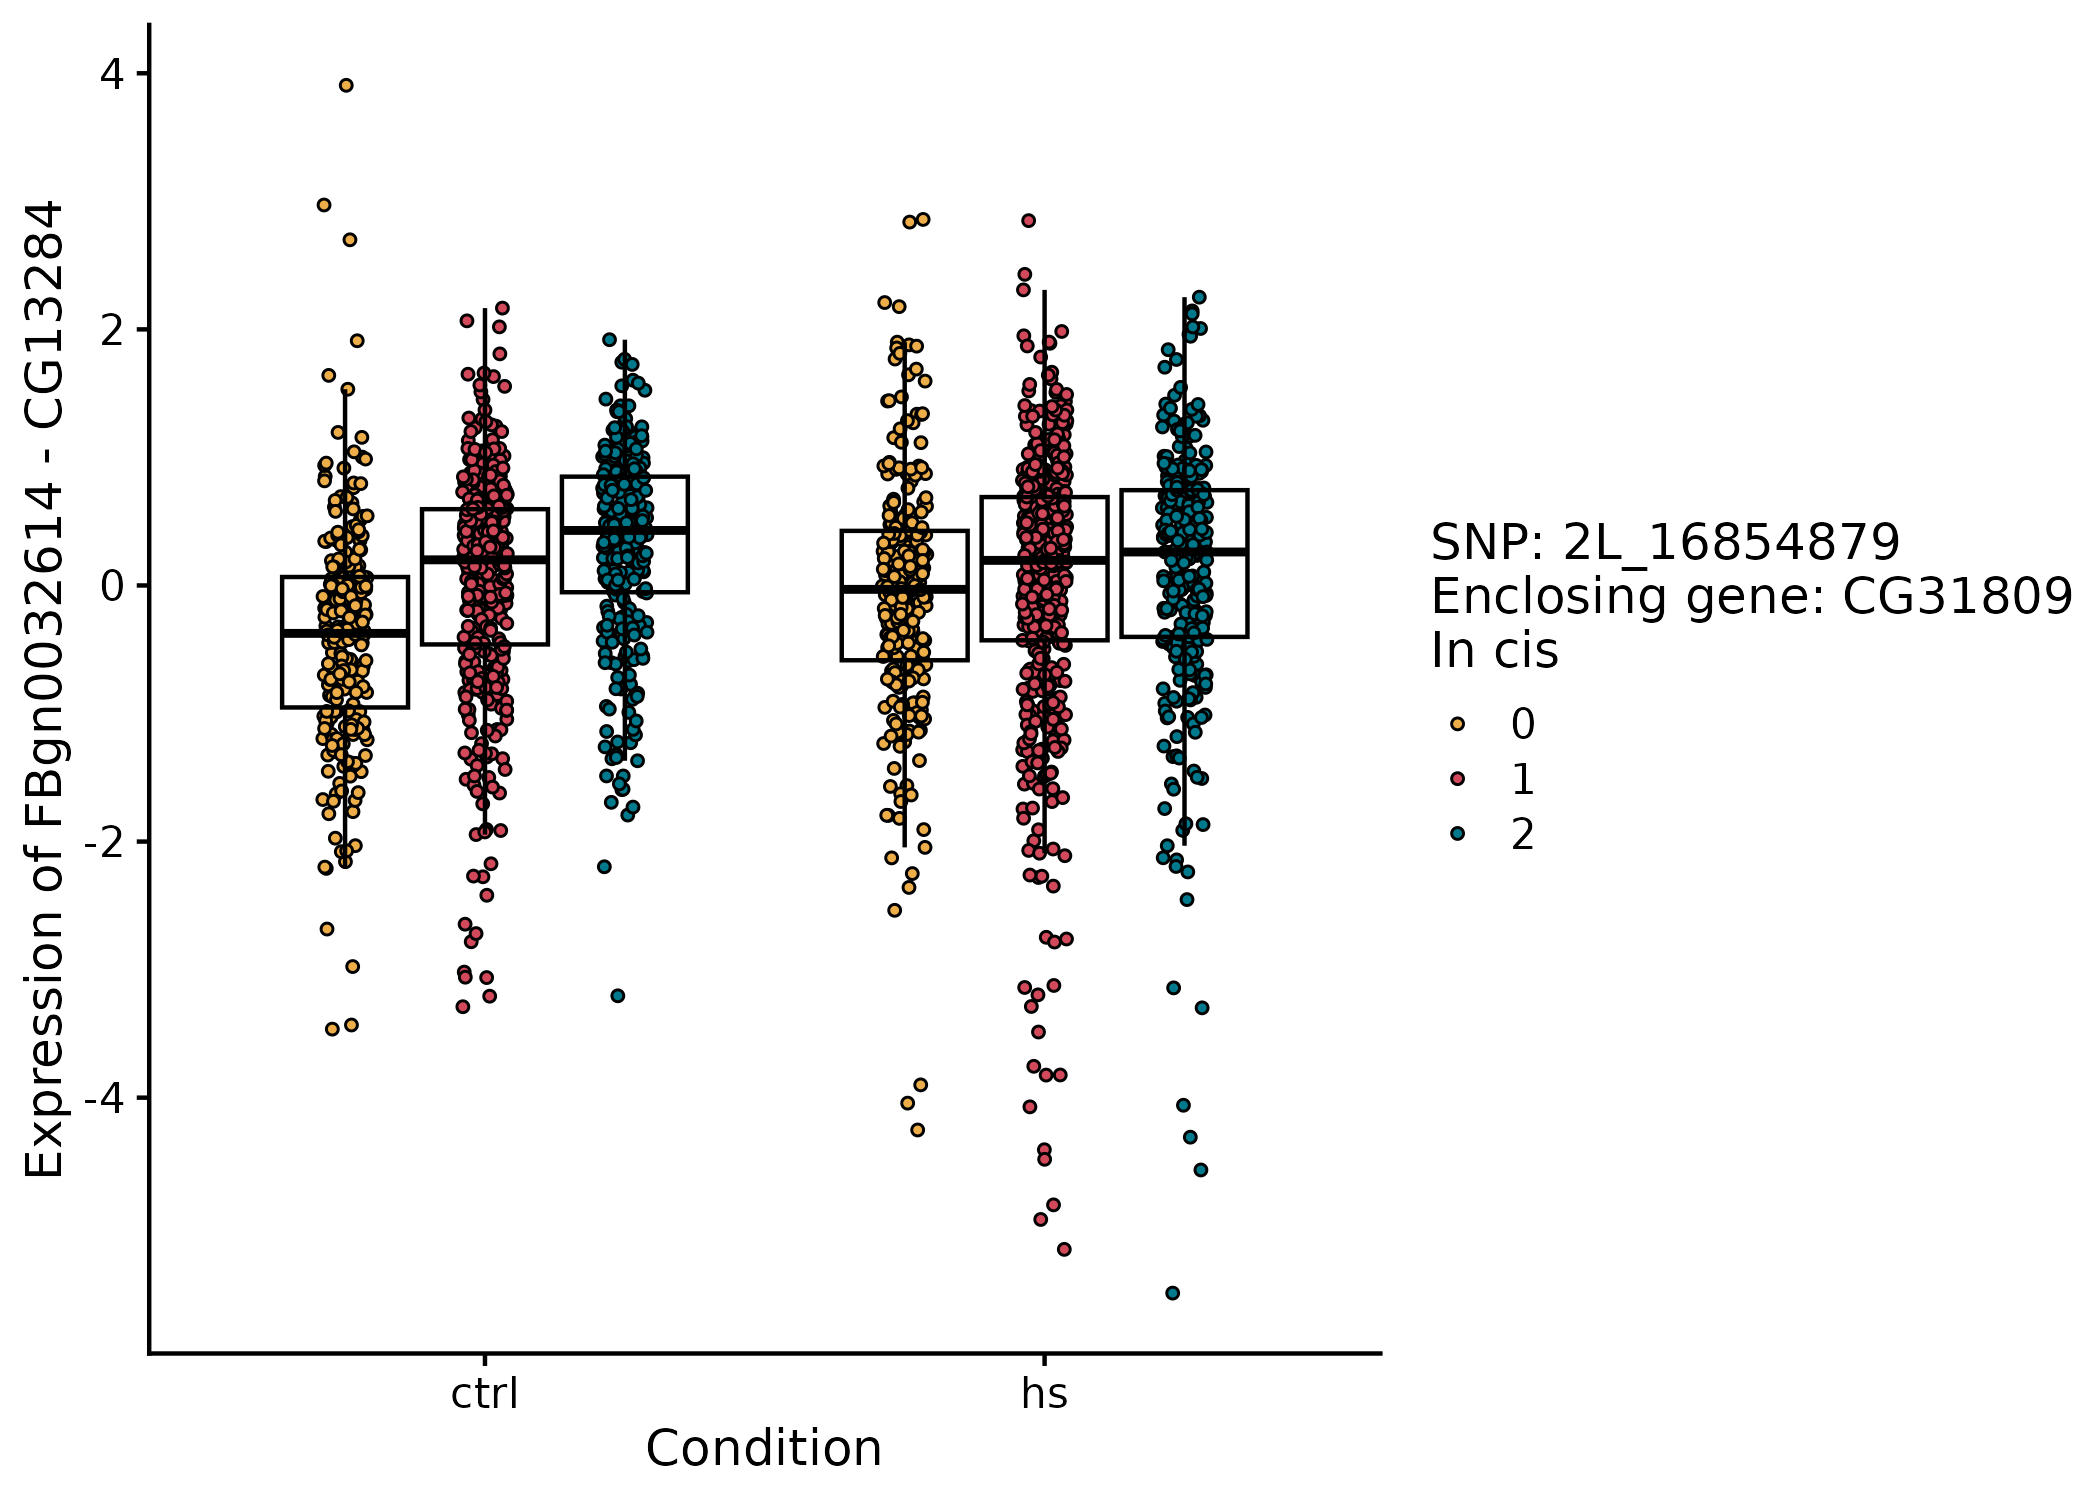 Expression of FBgn0032614 - CG13284
4
2
0
-2
-4
ctrl
hs
Condition
SNP: 2L_16854879
Enclosing gene: CG31809
In cis
0
1
2